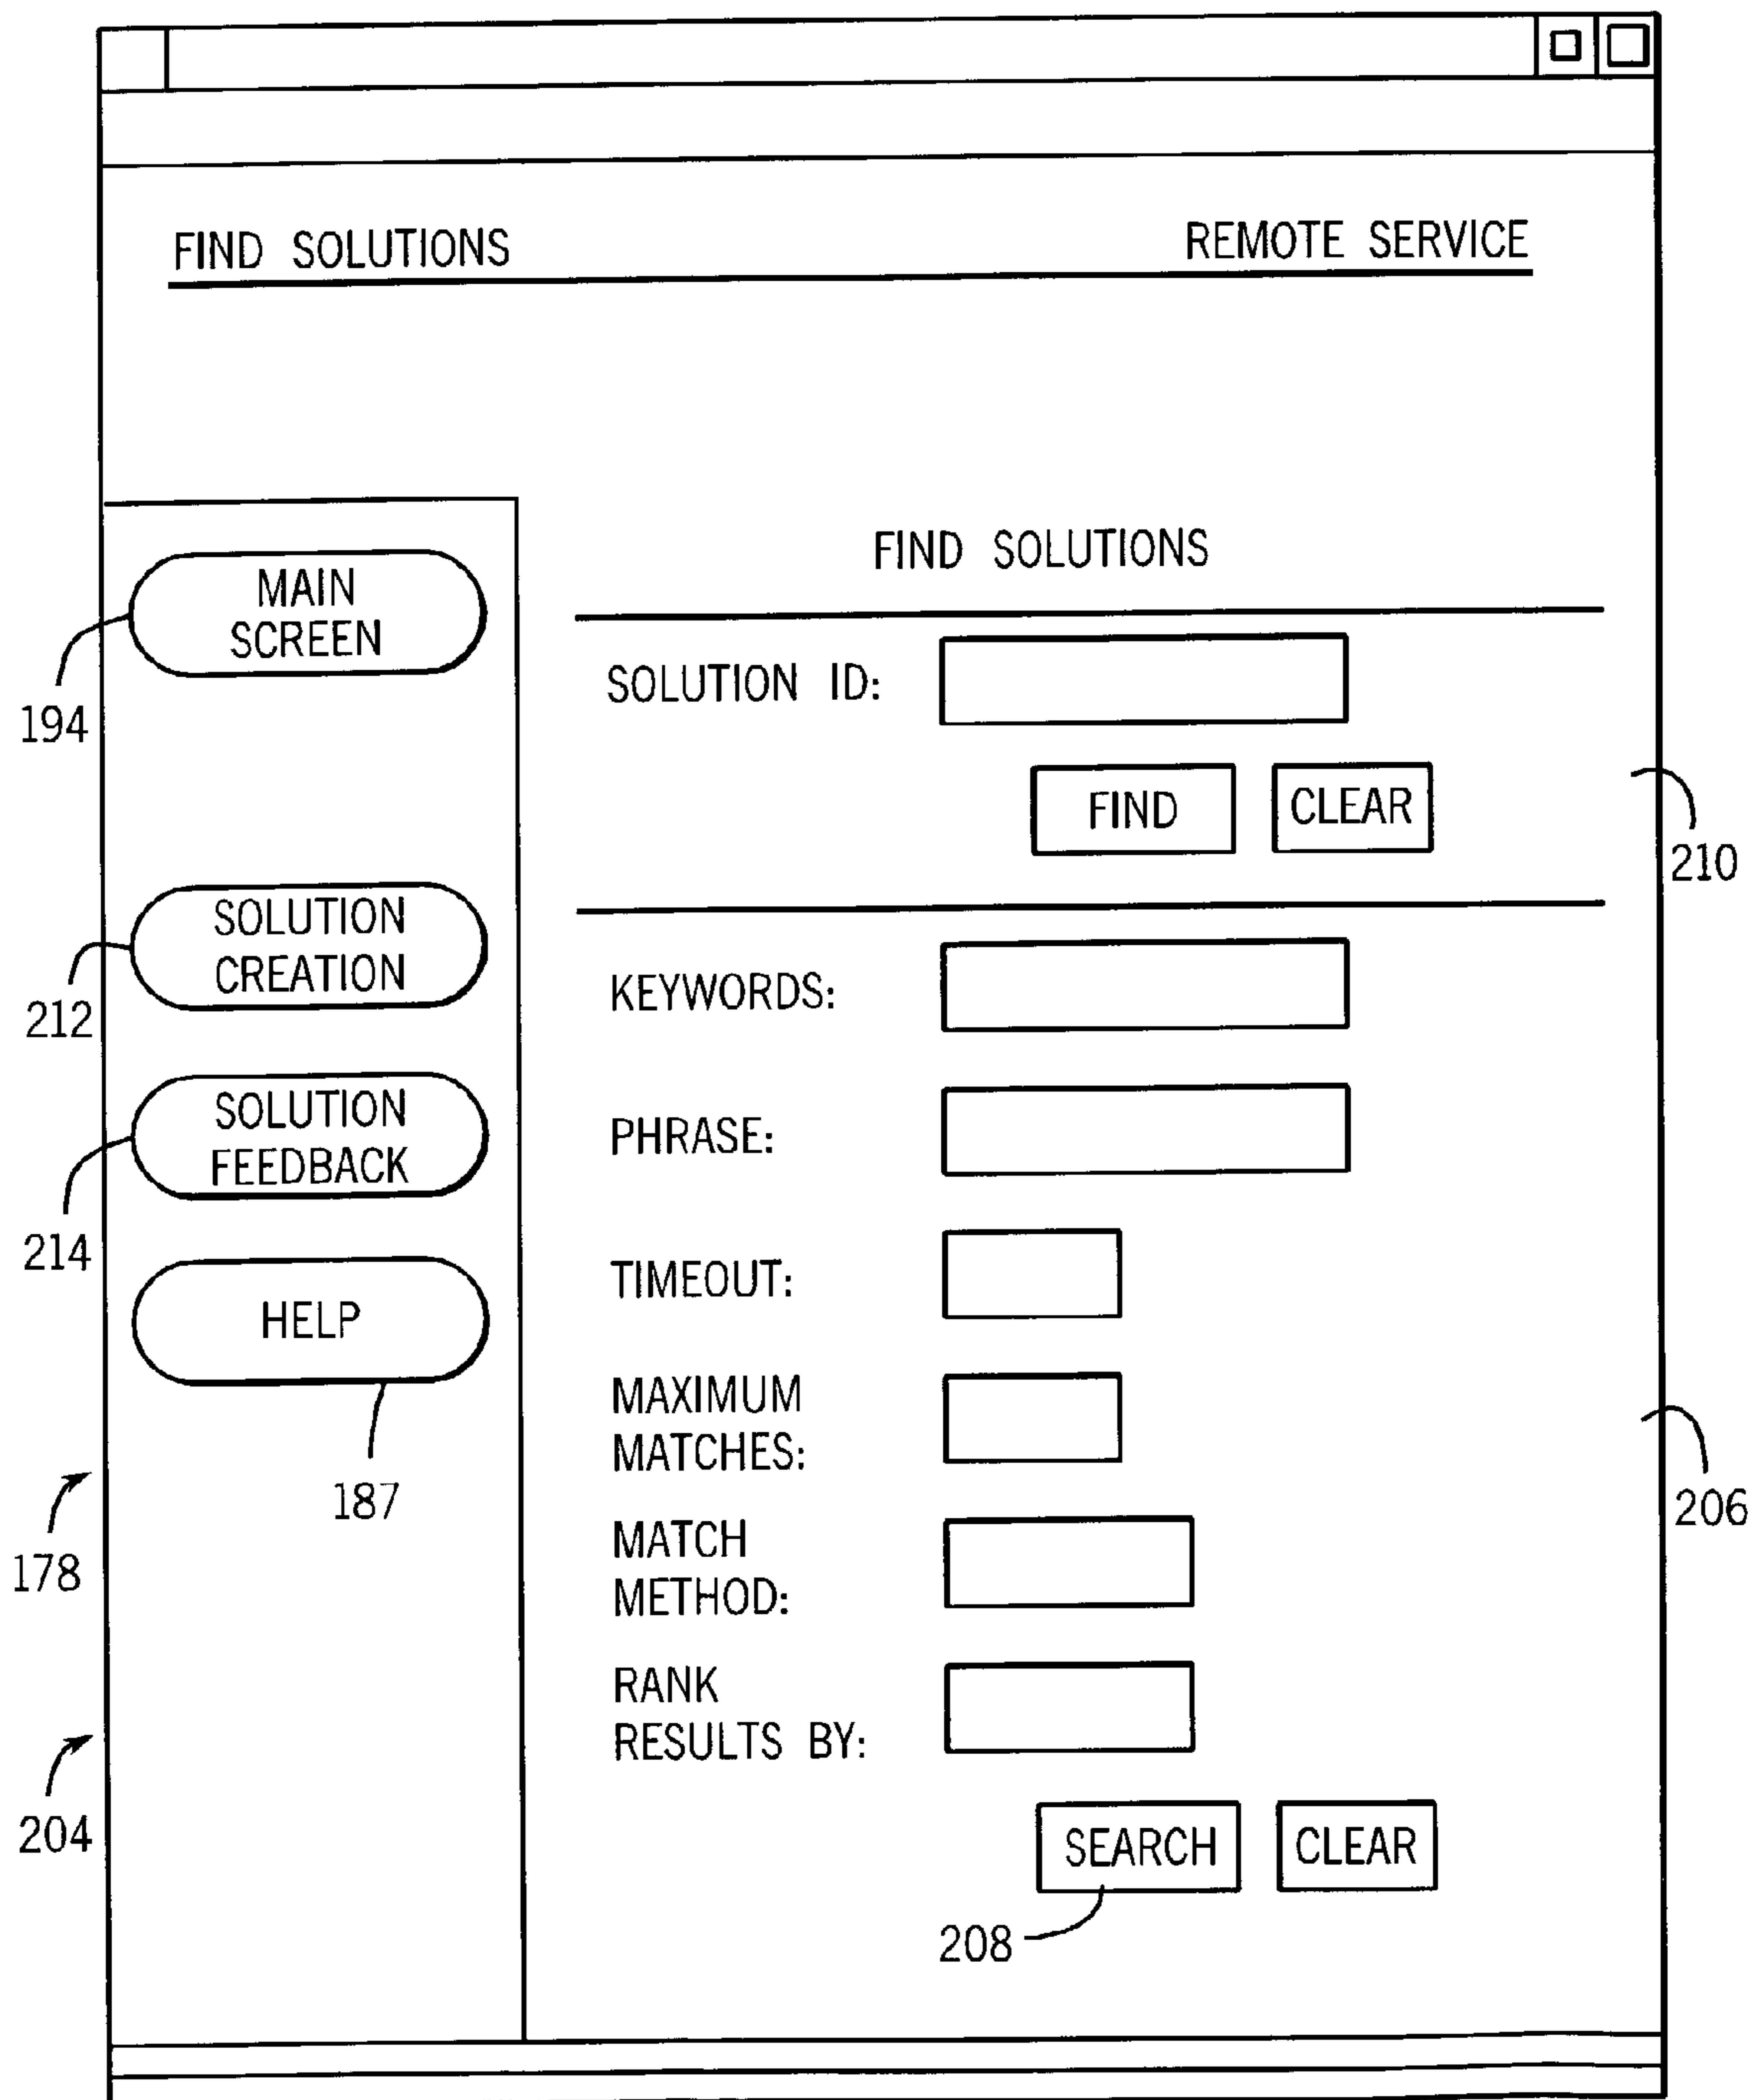 FIND SOLUTIONS
REMOTE SERVICE
MAIN
SCREEN
194
SOLUTION
CREATION
212
SOLUTION
FEEDBACK
214
HELP
187
178
204
FIND SOLUTIONS
SOLUTION ID:
FIND
CLEAR
210
KEYWORDS:
PHRASE:
TIMEOUT:
MAXIMUM
MATCHES:
MATCH
METHOD:
206
RANK
RESULTS BY:
SEARCH
CLEAR
208